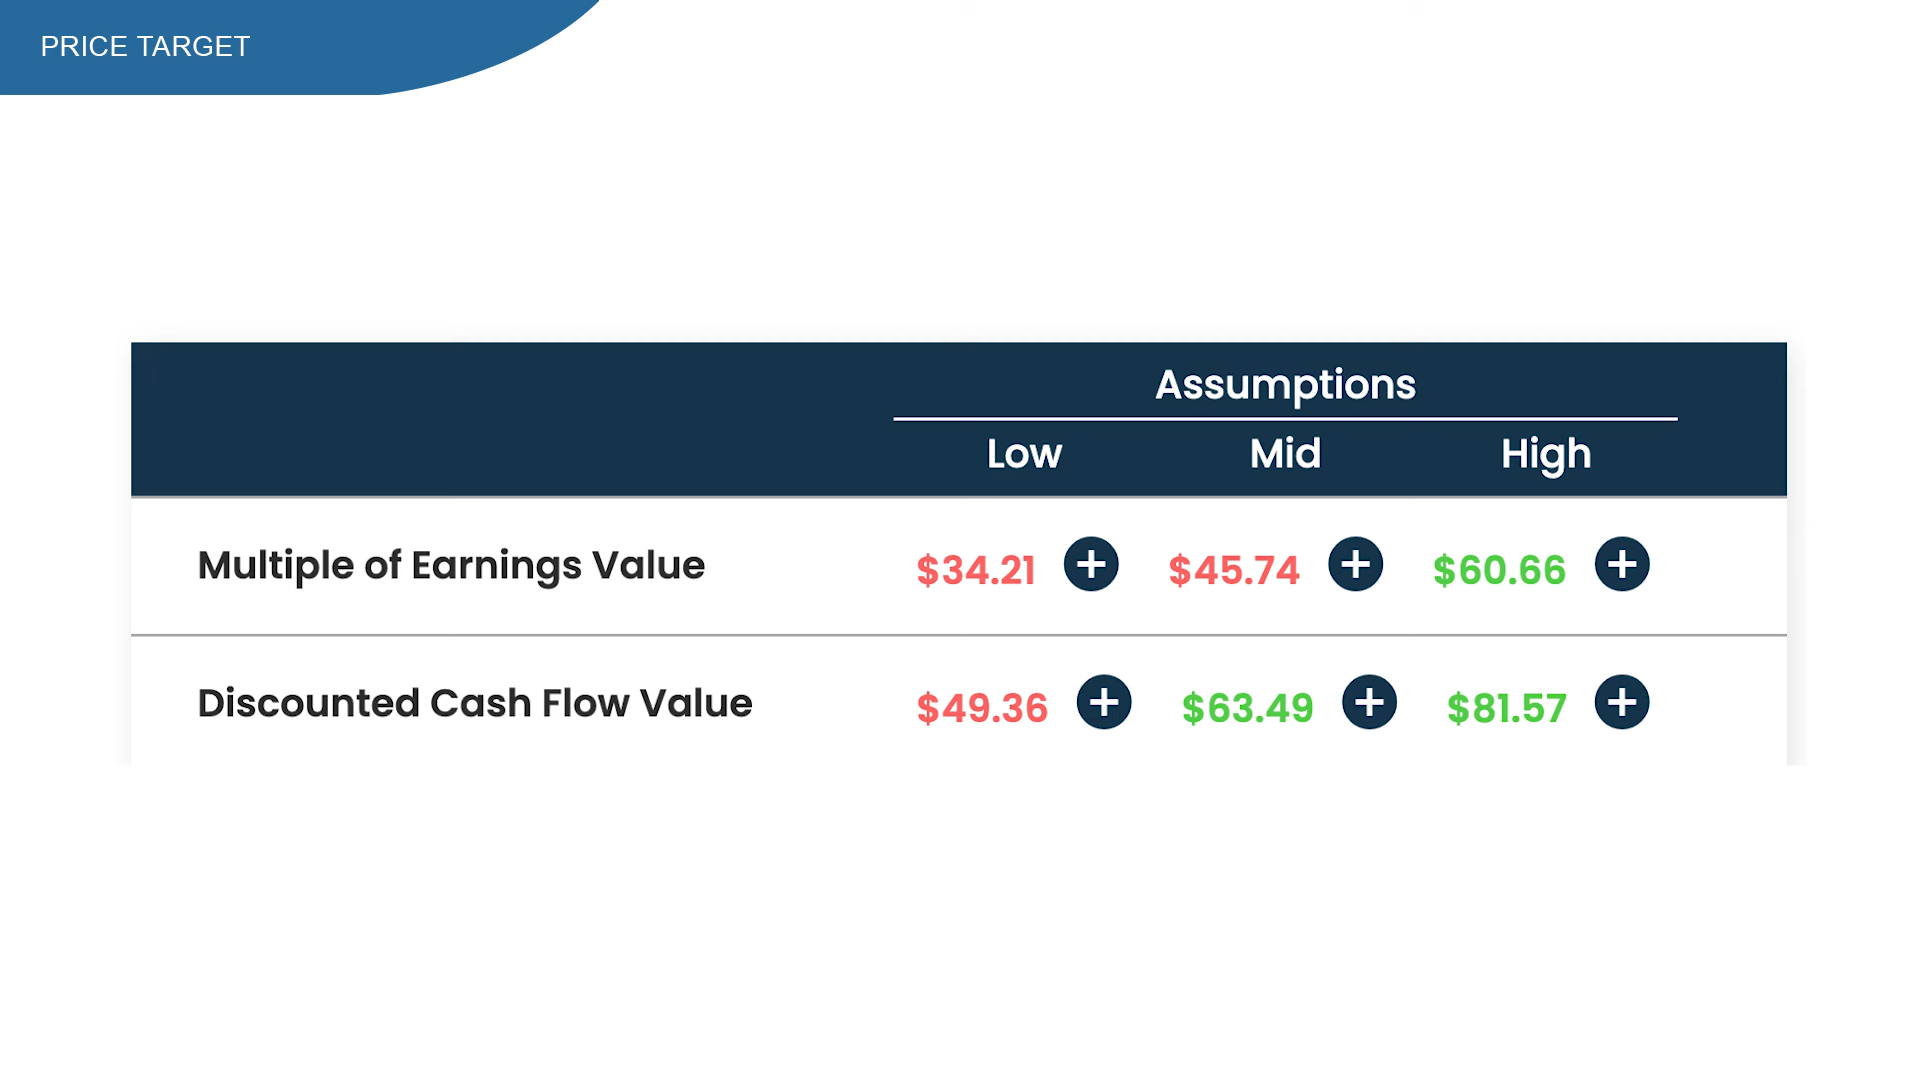 PRICE TARGET
Assumptions
Low Mid High
Multiple of Earnings Value $34.21 + $45.74 + $60.66 +
Discounted Cash Flow Value $49.36 + $63.49 + $81.57 +